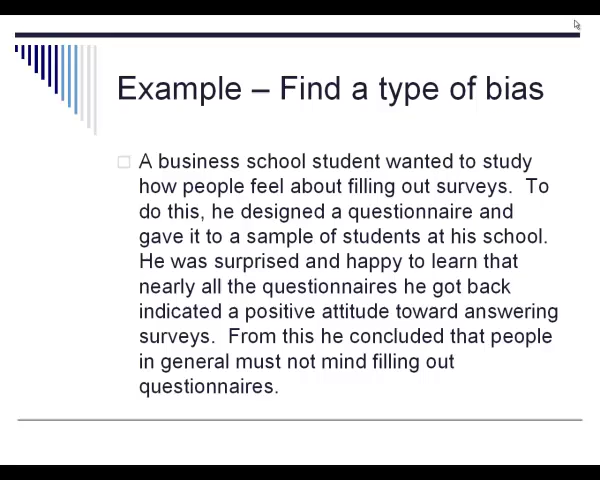 Example – Find a type of bias
A business school student wanted to study
how people feel about filling out surveys.  To
do this, he designed a questionnaire and
gave it to a sample of students at his school.
He was surprised and happy to learn that
nearly all the questionnaires he got back
indicated a positive attitude toward answering
surveys.  From this he concluded that people
in general must not mind filling out
questionnaires.